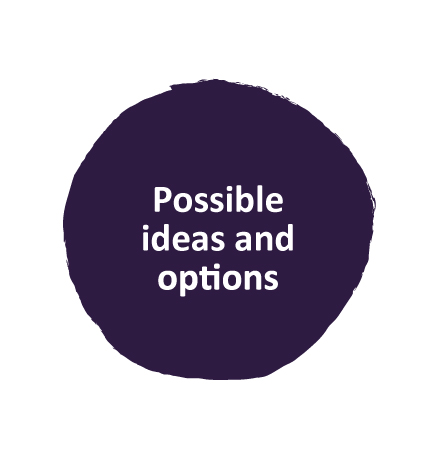 Possible
ideas and
options